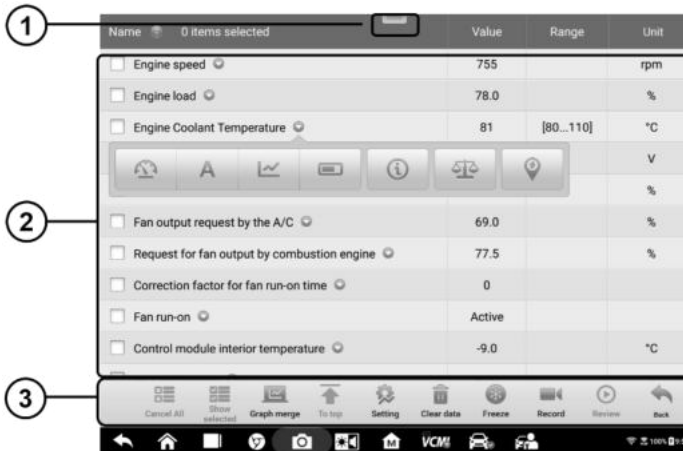 1
Name 0 items selected Value Range Unit
Engine speed 755 rpm
Engine load 78.0 %
Engine Coolant Temperature 81 [80...110] °C
A V
%
2
Fan output request by the A/C 69.0 %
Request for fan output by combustion engine 77.5 %
Correction factor for fan run-on time 0
Fan run-on Active
Control module interior temperature -9.0 °C
3
Cancel All Show selected Graph merge To top Setting Clear data Freeze Record Review Back
M VCMI 100%